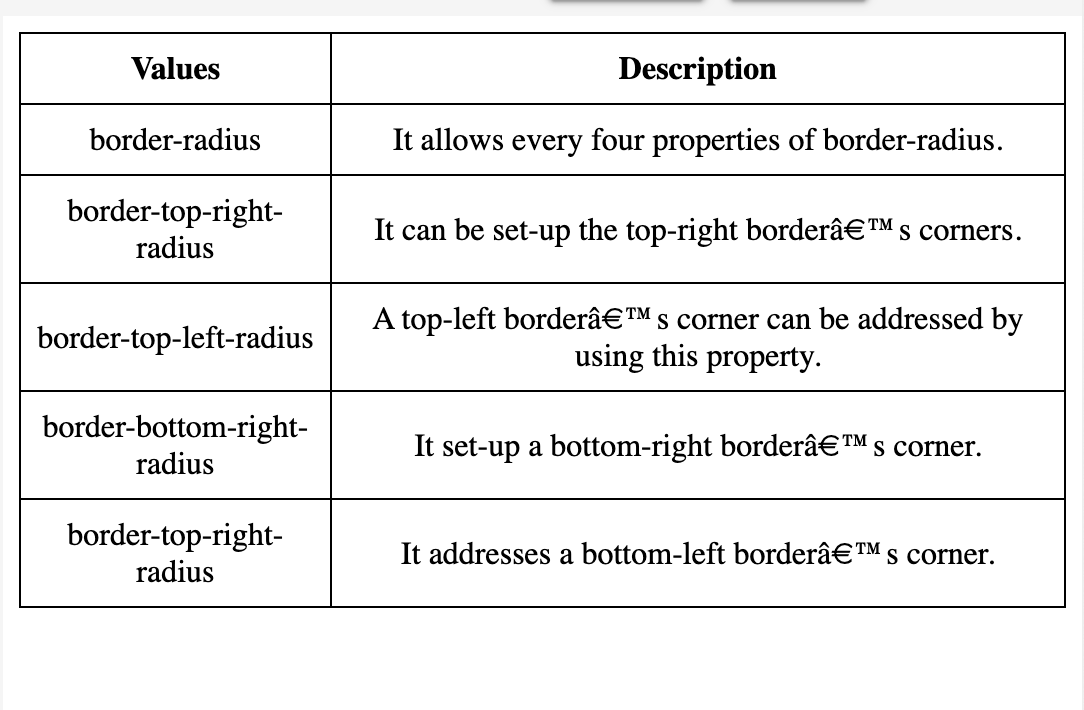 Values
Description
border-radius
It allows every four properties of border-radius.
border-top-right-
radius
It can be set-up the top-right borderâ€™s corners.
border-top-left-radius
A top-left borderâ€™s corner can be addressed by
using this property.
border-bottom-right-
radius
It set-up a bottom-right borderâ€™s corner.
border-top-right-
radius
It addresses a bottom-left borderâ€™s corner.